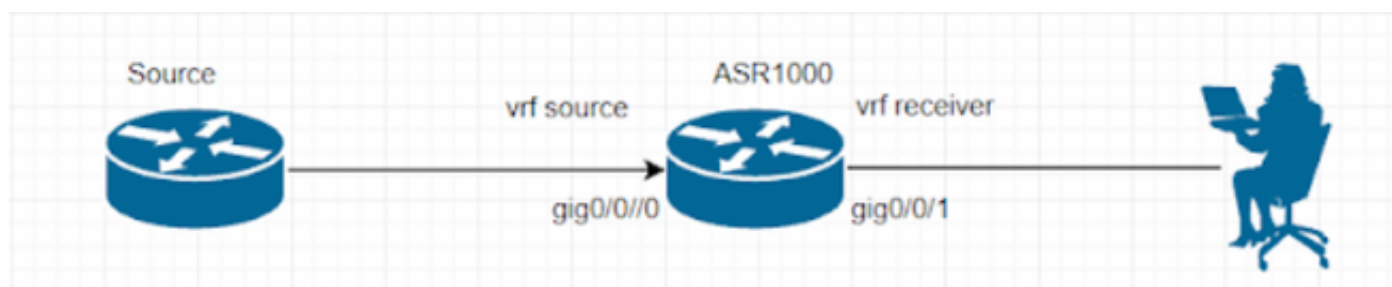 Source
ASR1000
vrf source
vrf receiver
gig0/0//0
gig0/0/1